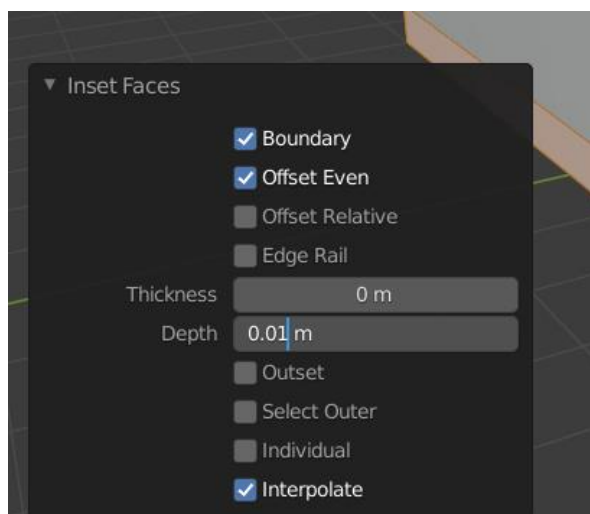 Inset Faces
Boundary
Offset Even
Offset Relative
Edge Rail
Thickness 0 m
Depth 0.01 m
Outset
Select Outer
Individual
Interpolate